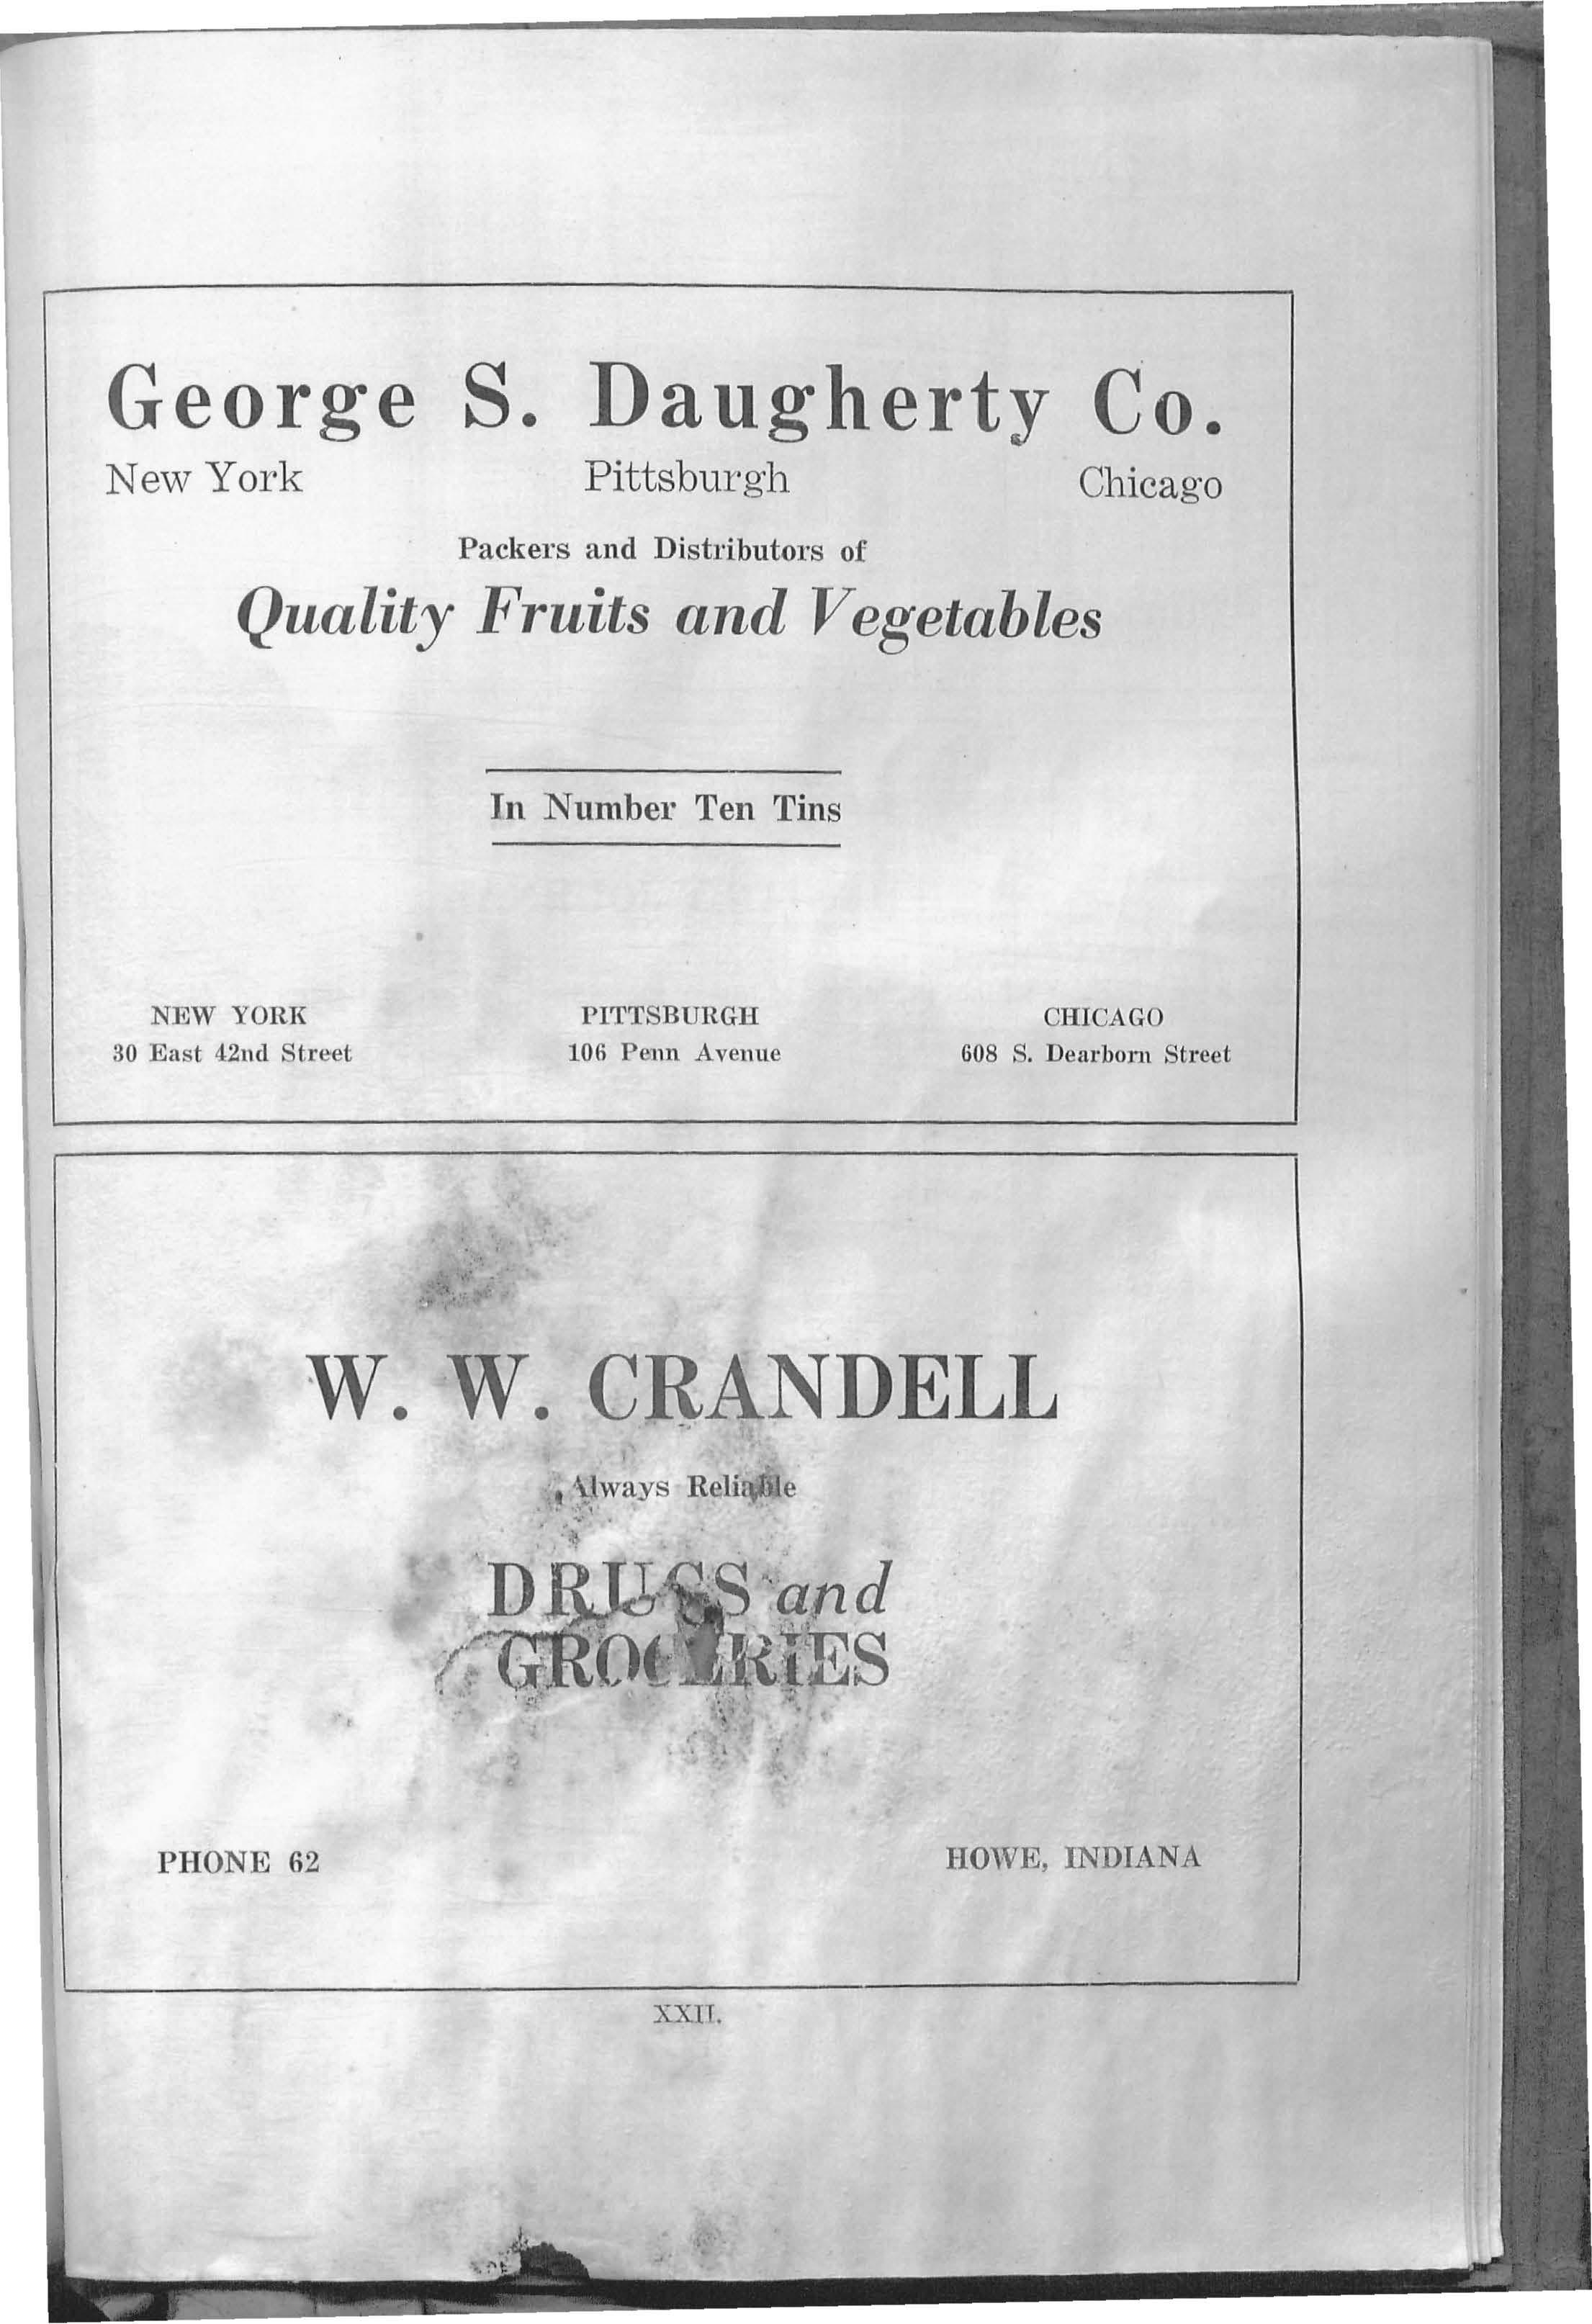 George S. Daugherty Co.
New York Pittsburgh Chicago
Packers and Distributors of
Quality Fruits and Vegetables
In Number Ten Tins
NEW YORK PITTSBURGH CHICAGO
30 East 42nd Street 106 Penn Avenue 608 S. Dearborn Street
W. W. CRANDELL
Always Reliable
DRUGS and
GROCERIES
PHONE 62 HOWE, INDIANA
XXII.